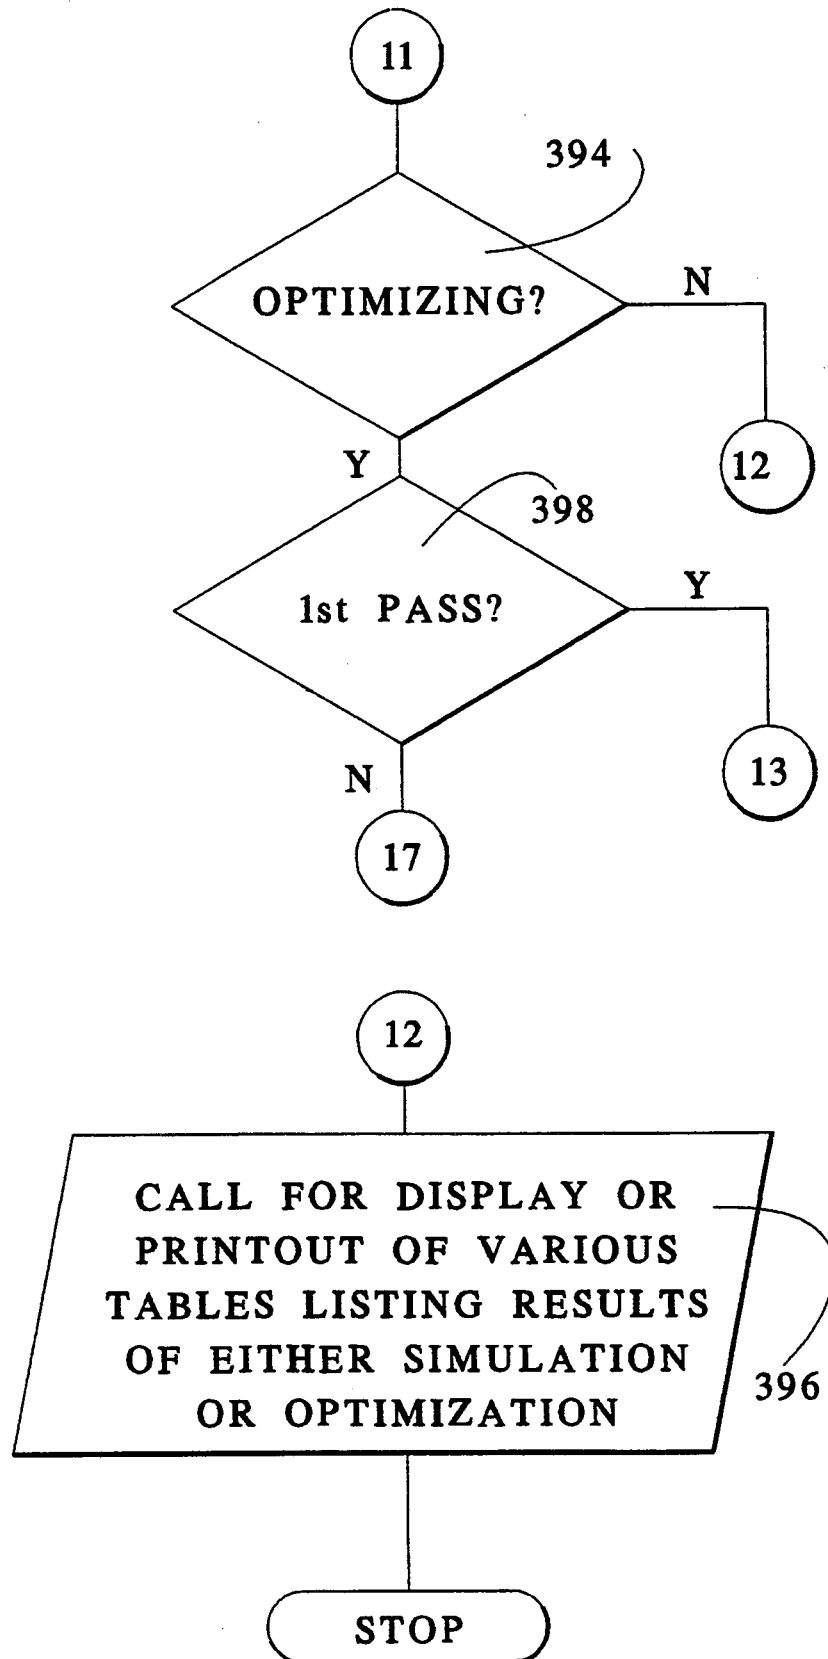 11
394
OPTIMIZING?
N
12
Y
398
1st PASS?
Y
13
N
17
12
CALL FOR DISPLAY OR
PRINTOUT OF VARIOUS
TABLES LISTING RESULTS
OF EITHER SIMULATION
OR OPTIMIZATION
396
STOP